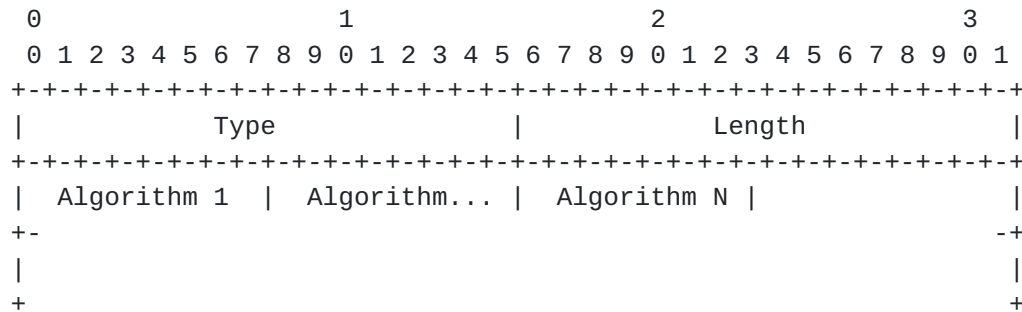 0                   1                   2                   3
 0 1 2 3 4 5 6 7 8 9 0 1 2 3 4 5 6 7 8 9 0 1 2 3 4 5 6 7 8 9 0 1
+-+-+-+-+-+-+-+-+-+-+-+-+-+-+-+-+-+-+-+-+-+-+-+-+-+-+-+-+-+-+-+-+
|            Type               |            Length             |
+-+-+-+-+-+-+-+-+-+-+-+-+-+-+-+-+-+-+-+-+-+-+-+-+-+-+-+-+-+-+-+-+
|  Algorithm 1  |  Algorithm... |  Algorithm N |                |
+-                                                             -+
|                                                               |
+                                                               +